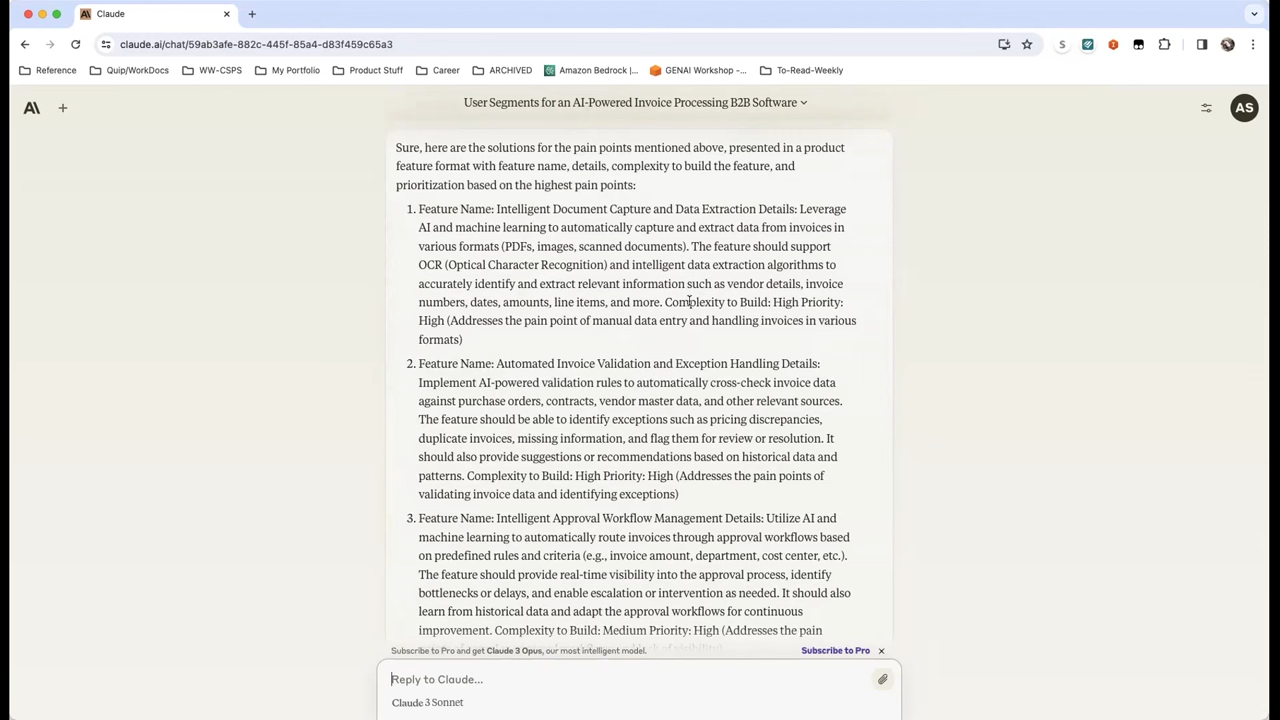 Claude
claude.ai/chat/59ab3afe-882c-445f-85a4-d83f459c65a3
Reference Quip/WorkDocs WW-CSPS My Portfolio Product Stuff Career ARCHIVED Amazon Bedrock |... GENAI Workshop –... To-Read-Weekly
User Segments for an AI-Powered Invoice Processing B2B Software
AS
Sure, here are the solutions for the pain points mentioned above, presented in a product
feature format with feature name, details, complexity to build the feature, and
prioritization based on the highest pain points:
1. Feature Name: Intelligent Document Capture and Data Extraction Details: Leverage
AI and machine learning to automatically capture and extract data from invoices in
various formats (PDFs, images, scanned documents). The feature should support
OCR (Optical Character Recognition) and intelligent data extraction algorithms to
accurately identify and extract relevant information such as vendor details, invoice
numbers, dates, amounts, line items, and more. Complexity to Build: High Priority:
High (Addresses the pain point of manual data entry and handling invoices in various
formats)
2. Feature Name: Automated Invoice Validation and Exception Handling Details:
Implement AI-powered validation rules to automatically cross-check invoice data
against purchase orders, contracts, vendor master data, and other relevant sources.
The feature should be able to identify exceptions such as pricing discrepancies,
duplicate invoices, missing information, and flag them for review or resolution. It
should also provide suggestions or recommendations based on historical data and
patterns. Complexity to Build: High Priority: High (Addresses the pain points of
validating invoice data and identifying exceptions)
3. Feature Name: Intelligent Approval Workflow Management Details: Utilize AI and
machine learning to automatically route invoices through approval workflows based
on predefined rules and criteria (e.g., invoice amount, department, cost center, etc.).
The feature should provide real-time visibility into the approval process, identify
bottlenecks or delays, and enable escalation or intervention as needed. It should also
learn from historical data and adapt the approval workflows for continuous
improvement. Complexity to Build: Medium Priority: High (Addresses the pain
Subscribe to Pro and get Claude 3 Opus, our most intelligent model. Subscribe to Pro
Reply to Claude...
Claude 3 Sonnet